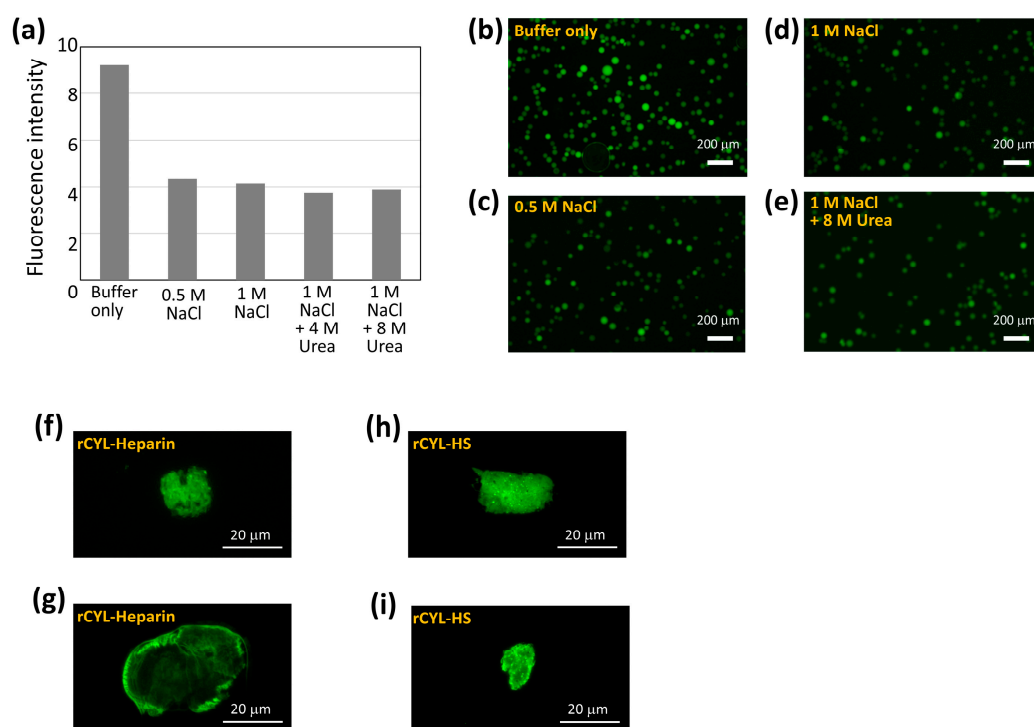 (a)
Fluorescence intensity
10
8
6
4
2
0
Buffer
only
0.5 M
NaCl
1 M
NaCl
1 M
NaCl
+ 4 M
Urea
1 M
NaCl
+ 8 M
Urea
(b)
Buffer only
200 μm
(c)
0.5 M NaCl
200 μm
(d)
1 M NaCl
200 μm
(e)
1 M NaCl
+ 8 M Urea
200 μm
(f)
rCYL-Heparin
20 μm
(g)
rCYL-Heparin
20 μm
(h)
rCYL-HS
20 μm
(i)
rCYL-HS
20 μm